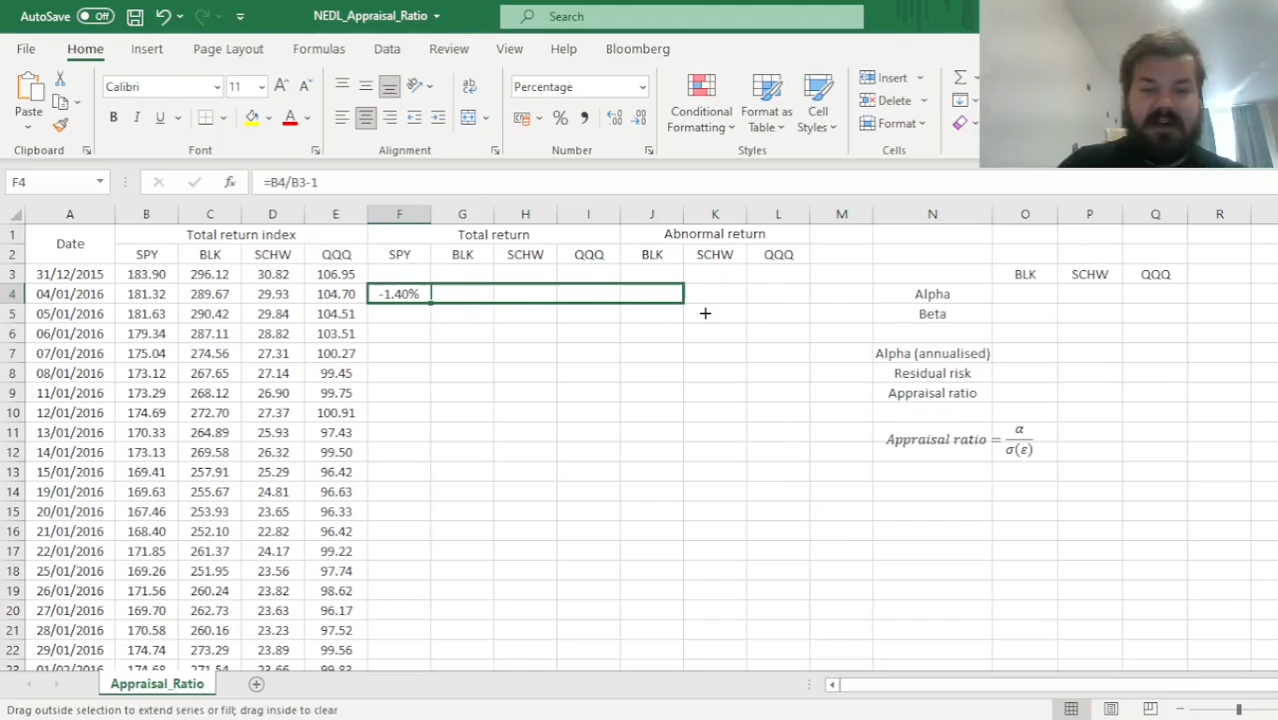 AutoSave Off NEDL_Appraisal_Ratio Search
File Home Insert Page Layout Formulas Data Review View Help Bloomberg
Paste Calibri 11 Percentage Conditional Formatting Format as Table Cell Styles Insert Delete Format
Clipboard Font Alignment Number Styles Cells
F4 =B4/B3-1
A B C D E F G H I J K L M N O P Q R
1 Date Total return index Total return Abnormal return
2 SPY BLK SCHW QQQ SPY BLK SCHW QQQ BLK SCHW QQQ
3 31/12/2015 183.90 296.12 30.82 106.95 BLK SCHW QQQ
4 04/01/2016 181.32 289.67 29.93 104.70 -1.40% Alpha
5 05/01/2016 181.63 290.42 29.84 104.51 Beta
6 06/01/2016 179.34 287.11 28.82 103.51
7 07/01/2016 175.04 274.56 27.31 100.27 Alpha (annualised)
8 08/01/2016 173.12 267.65 27.14 99.45 Residual risk
9 11/01/2016 173.29 268.12 26.90 99.75 Appraisal ratio
10 12/01/2016 174.69 272.70 27.37 100.91
11 13/01/2016 170.33 264.89 25.93 97.43 Appraisal ratio = α / σ(ε)
12 14/01/2016 173.13 269.58 26.32 99.50
13 15/01/2016 169.41 257.91 25.29 96.42
14 19/01/2016 169.63 255.67 24.81 96.63
15 20/01/2016 167.46 253.93 23.65 96.33
16 21/01/2016 168.40 252.10 22.82 96.42
17 22/01/2016 171.85 261.37 24.17 99.22
18 25/01/2016 169.26 251.95 23.56 97.74
19 26/01/2016 171.56 260.24 23.82 98.62
20 27/01/2016 169.70 262.73 23.63 96.17
21 28/01/2016 170.58 260.16 23.23 97.52
22 29/01/2016 174.74 273.29 23.89 99.56
23 01/02/2016 174.68 271.54 23.66 99.83
Appraisal_Ratio
Drag outside selection to extend series or fill; drag inside to clear